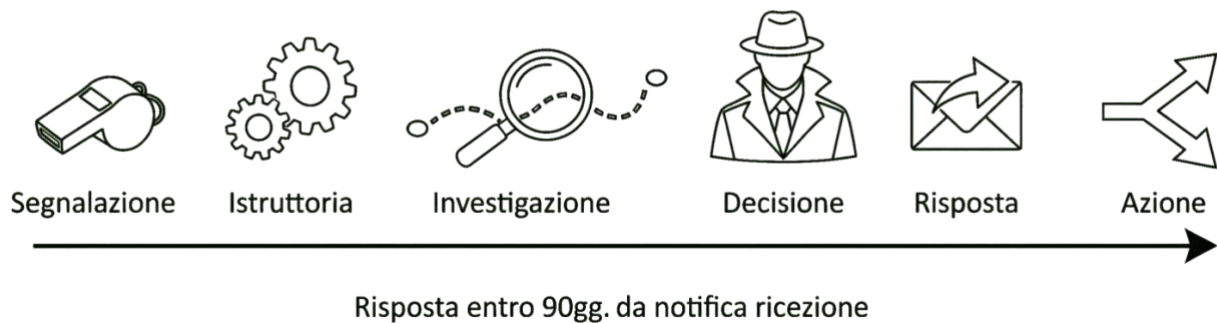 Segnalazione Istruttoria Investigazione Decisione Risposta Azione
Risposta entro 90gg. da notifica ricezione